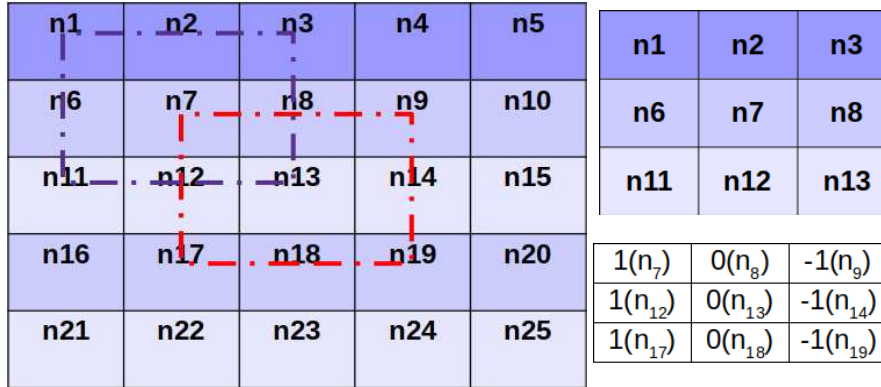 n1 n2 n3 n4 n5
n6 n7 n8 n9 n10
n11 n12 n13 n14 n15
n16 n17 n18 n19 n20
n21 n22 n23 n24 n25
n1 n2 n3
n6 n7 n8
n11 n12 n13
1(n₇) 0(n₈) -1(n₉)
1(n₁₂) 0(n₁₃) -1(n₁₄)
1(n₁₇) 0(n₁₈) -1(n₁₉)